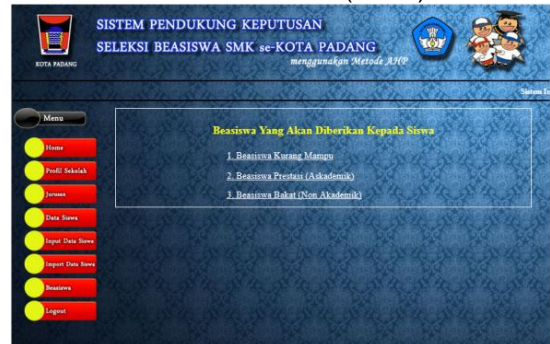 SISTEM PENDUKUNG KEPUTUSAN
SELEKSI BEASISWA SMK se-KOTA PADANG
menggunakan Metode AHP
KOTA PADANG
Sistem In
Menu
Beasiswa Yang Akan Diberikan Kepada Siswa
Home
1. Beasiswa Kurang Mampu
Profil Sekolah
2. Beasiswa Prestasi (Askademik)
Jurusan
3. Beasiswa Bakat (Non Akademik)
Data Siswa
Input Data Siswa
Import Data Siswa
Beasiswa
Logout